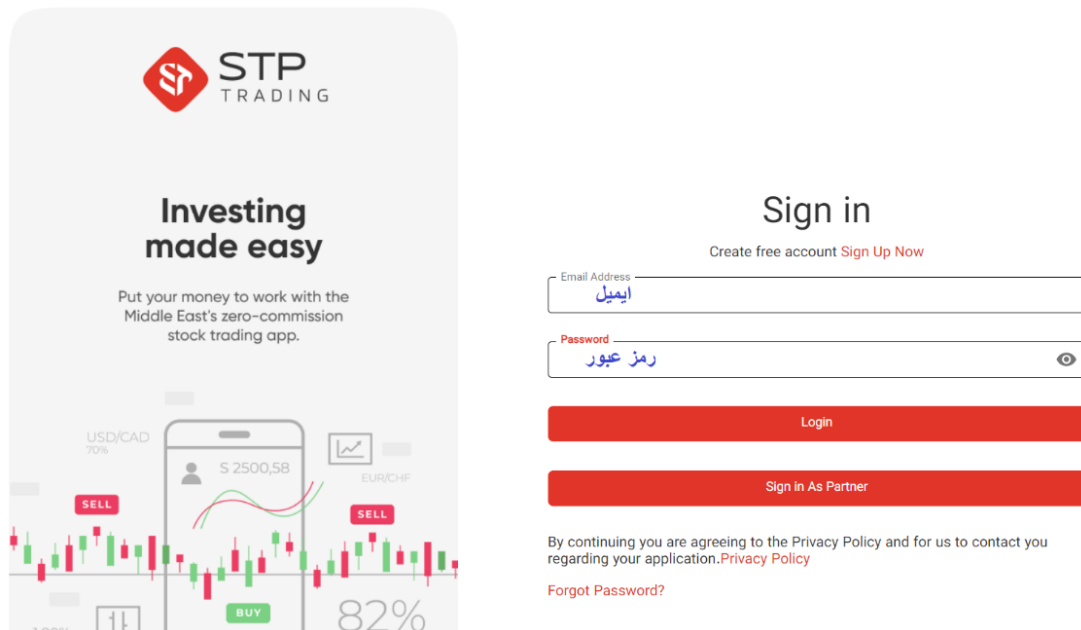 STP
TRADING
Investing
made easy
Put your money to work with the
Middle East's zero-commission
stock trading app.
USD/CAD
70%
S 2500,58
EUR/CHF
SELL
SELL
BUY
82%
Sign in
Create free account Sign Up Now
Email Address
ایمیل
Password
رمز عبور
Login
Sign in As Partner
By continuing you are agreeing to the Privacy Policy and for us to contact you
regarding your application.Privacy Policy
Forgot Password?